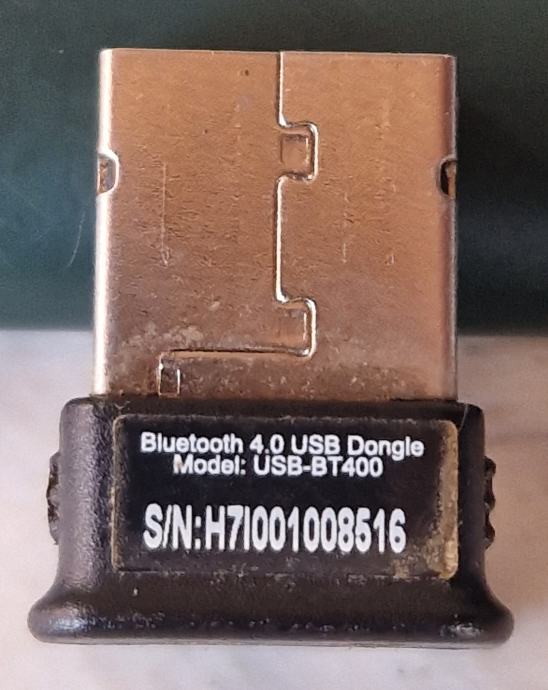 Bluetooth 4.0 USB Dongle
Model: USB-BT400
S/N:H7I001008516